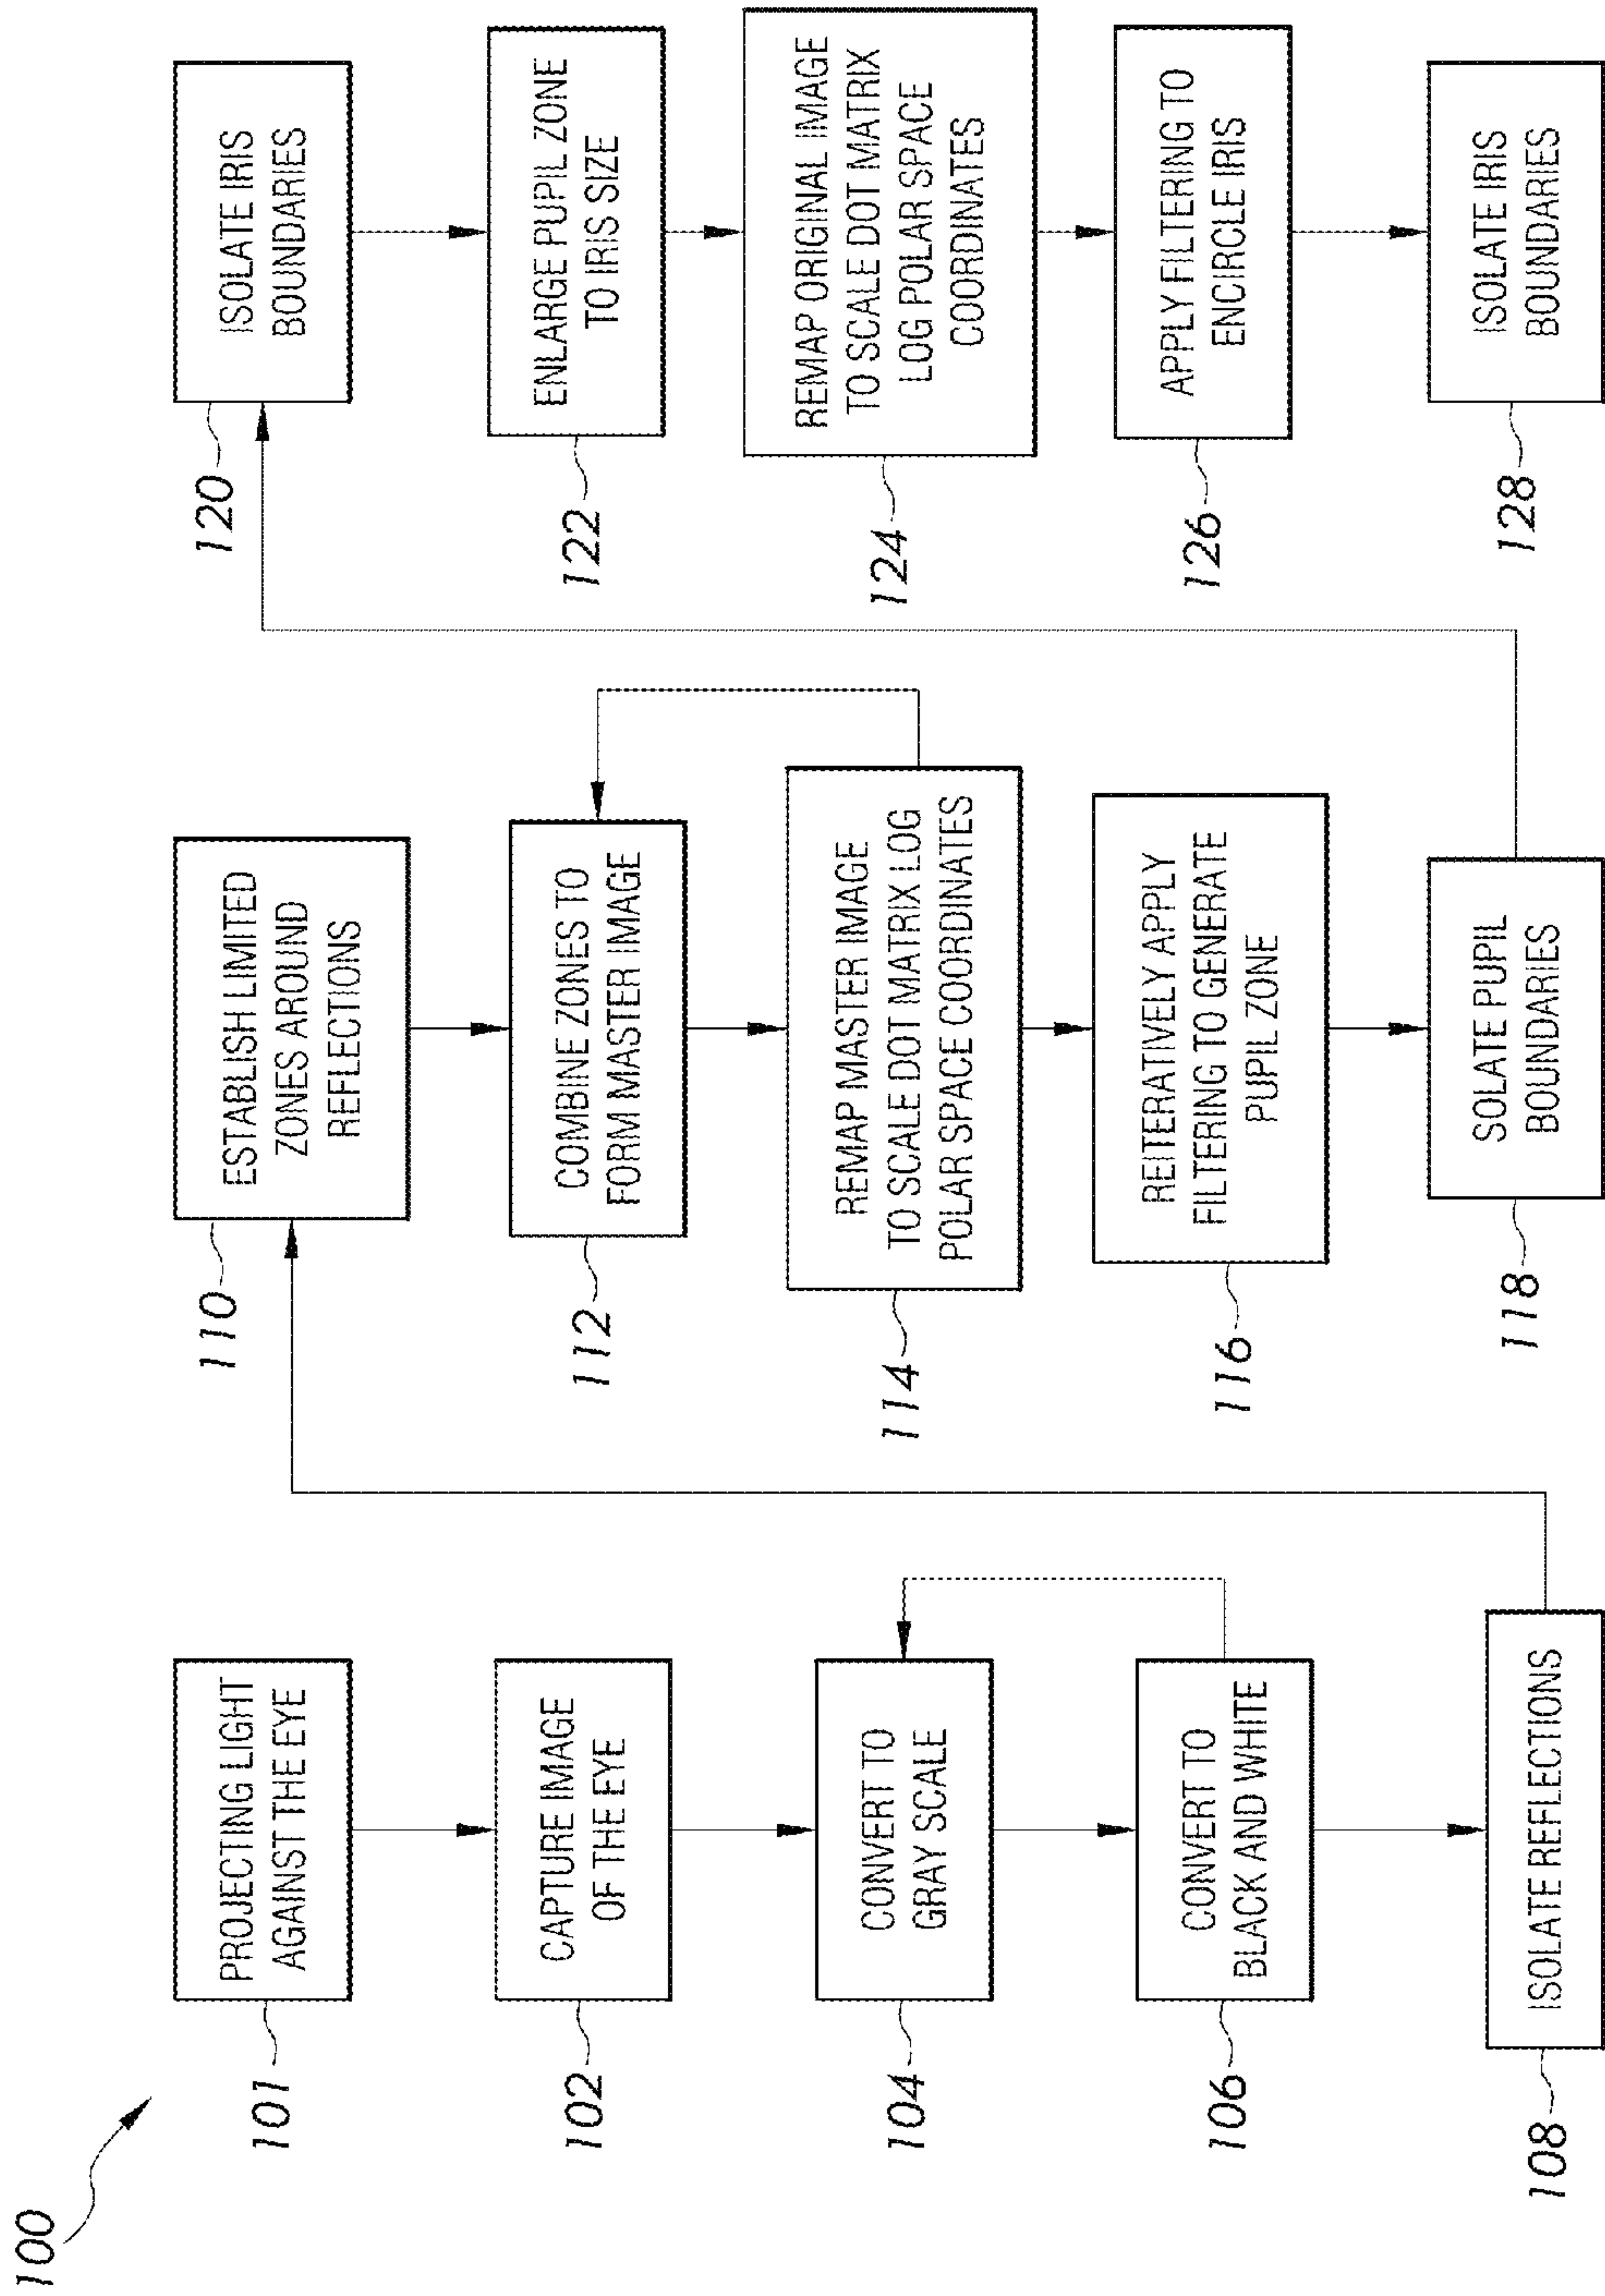 100
101
PROJECTING LIGHT
AGAINST THE EYE
102
CAPTURE IMAGE
OF THE EYE
104
CONVERT TO
GRAY SCALE
106
CONVERT TO
BLACK AND WHITE
108
ISOLATE REFLECTIONS
110
ESTABLISH LIMITED
ZONES AROUND
REFLECTIONS
112
COMBINE ZONES TO
FORM MASTER IMAGE
114
REMAP MASTER IMAGE
TO SCALE DOT MATRIX LOG
POLAR SPACE COORDINATES
116
REITERATIVELY APPLY
FILTERING TO GENERATE
PUPIL ZONE
118
SOLATE PUPIL
BOUNDARIES
120
ISOLATE IRIS
BOUNDARIES
122
ENLARGE PUPIL ZONE
TO IRIS SIZE
124
REMAP ORIGINAL IMAGE
TO SCALE DOT MATRIX
LOG POLAR SPACE
COORDINATES
126
APPLY FILTERING TO
ENCIRCLE IRIS
128
ISOLATE IRIS
BOUNDARIES